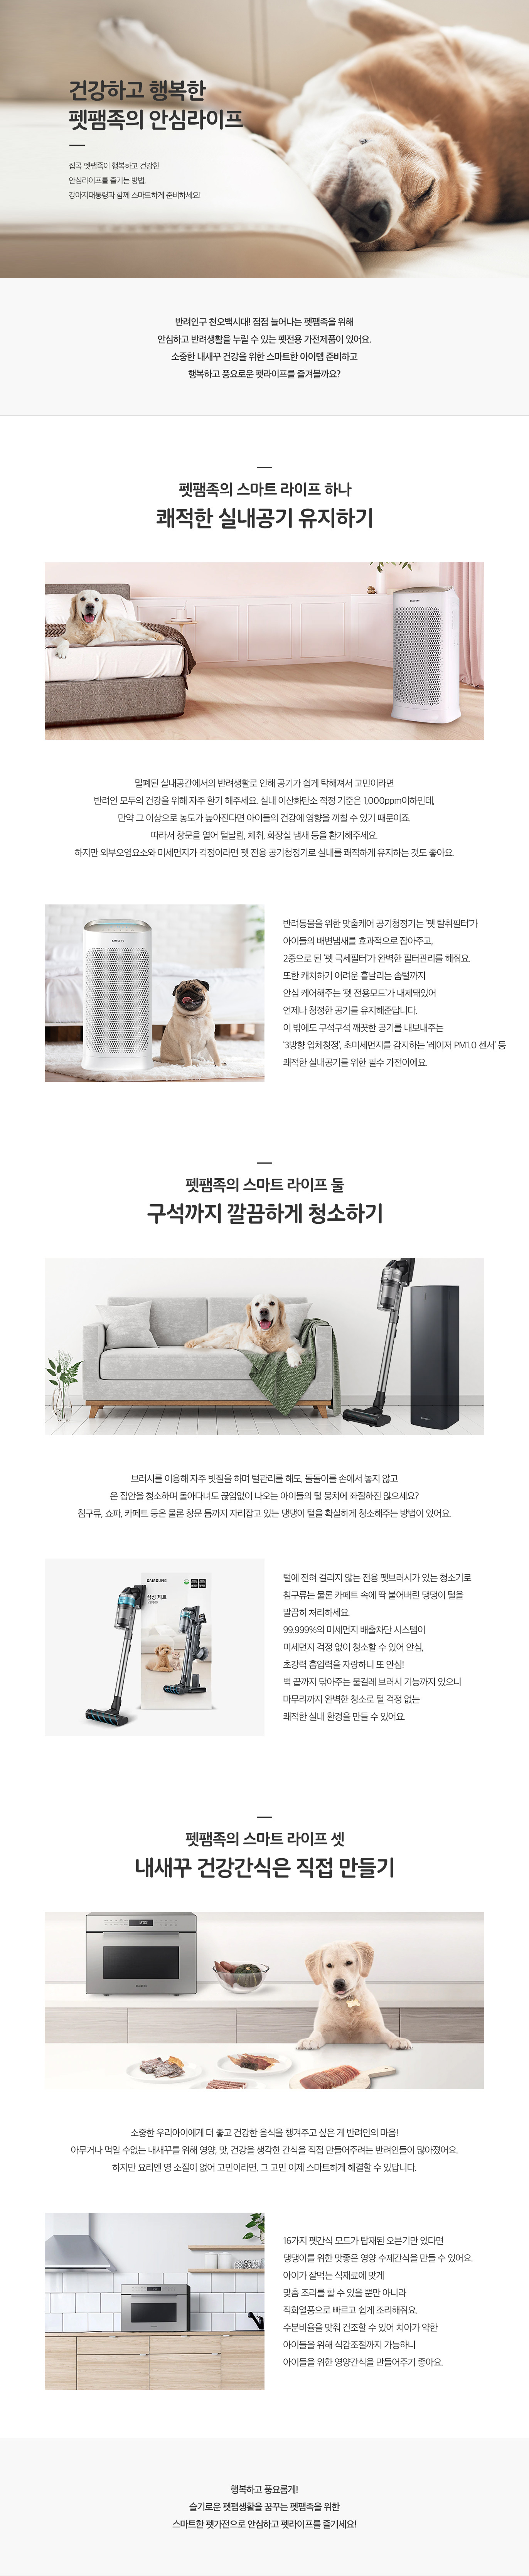 건강하고 행복한
펫팸족의 안심라이프
집콕 펫팸족이 행복하고 건강한
안심라이프를 즐기는 방법,
강아지대통령과 함께 스마트하게 준비하세요!
반려인구 천오백시대! 점점 늘어나는 펫팸족을 위해
안심하고 반려생활을 누릴 수 있는 펫전용 가전제품이 있어요.
소중한 내새꾸 건강을 위한 스마트한 아이템 준비하고
행복하고 풍요로운 펫라이프를 즐겨볼까요?
펫팸족의 스마트 라이프 하나
쾌적한 실내공기 유지하기
밀폐된 실내공간에서의 반려생활로 인해 공기가 쉽게 탁해져서 고민이라면
반려인 모두의 건강을 위해 자주 환기 해주세요. 실내 이산화탄소 적정 기준은 1,000ppm이하인데,
만약 그 이상으로 농도가 높아진다면 아이들의 건강에 영향을 끼칠 수 있기 때문이죠.
따라서 창문을 열어 털날림, 체취, 화장실 냄새 등을 환기해주세요.
하지만 외부오염요소와 미세먼지가 걱정이라면 펫 전용 공기청정기로 실내를 쾌적하게 유지하는 것도 좋아요.
반려동물을 위한 맞춤케어 공기청정기는 '펫 탈취필터'가
아이들의 배변냄새를 효과적으로 잡아주고,
2중으로 된 '펫 극세필터'가 완벽한 필터관리를 해줘요.
또한 캐치하기 어려운 흩날리는 솜털까지
안심 케어해주는 '펫 전용모드'가 내제돼있어
언제나 청정한 공기를 유지해준답니다.
이 밖에도 구석구석 깨끗한 공기를 내보내주는
'3방향 입체청정', 초미세먼지를 감지하는 '레이저 PM1.0 센서' 등
쾌적한 실내공기를 위한 필수 가전이에요.
펫팸족의 스마트 라이프 둘
구석까지 깔끔하게 청소하기
브러시를 이용해 자주 빗질을 하며 털관리를 해도, 돌돌이를 손에서 놓지 않고
온 집안을 청소하며 돌아다녀도 끊임없이 나오는 아이들의 털 뭉치에 좌절하진 않으세요?
침구류, 쇼파, 카페트 등은 물론 창문 틈까지 자리잡고 있는 댕댕이 털을 확실하게 청소해주는 방법이 있어요.
SAMSUNG
삼성 제트
털에 전혀 걸리지 않는 전용 펫브러시가 있는 청소기로
침구류는 물론 카페트 속에 딱 붙어버린 댕댕이 털을
말끔히 처리하세요.
99.999%의 미세먼지 배출차단 시스템이
미세먼지 걱정 없이 청소할 수 있어 안심,
초강력 흡입력을 자랑하니 또 안심!
벽 끝까지 닦아주는 물걸레 브러시 기능까지 있으니
마무리까지 완벽한 청소로 털 걱정 없는
쾌적한 실내 환경을 만들 수 있어요.
펫팸족의 스마트 라이프 셋
내새꾸 건강간식은 직접 만들기
소중한 우리아이에게 더 좋고 건강한 음식을 챙겨주고 싶은 게 반려인의 마음!
아무거나 먹일 수없는 내새꾸를 위해 영양, 맛, 건강을 생각한 간식을 직접 만들어주려는 반려인들이 많아졌어요.
하지만 요리엔 영 소질이 없어 고민이라면, 그 고민 이제 스마트하게 해결할 수 있답니다.
16가지 펫간식 모드가 탑재된 오븐기만 있다면
댕댕이를 위한 맛좋은 영양 수제간식을 만들 수 있어요.
아이가 잘먹는 식재료에 맞게
맞춤 조리를 할 수 있을 뿐만 아니라
직화열풍으로 빠르고 쉽게 조리해줘요.
수분비율을 맞춰 건조할 수 있어 치아가 약한
아이들을 위해 식감조절까지 가능하니
아이들을 위한 영양간식을 만들어주기 좋아요.
행복하고 풍요롭게!
슬기로운 펫팸생활을 꿈꾸는 펫팸족을 위한
스마트한 펫가전으로 안심하고 펫라이프를 즐기세요!